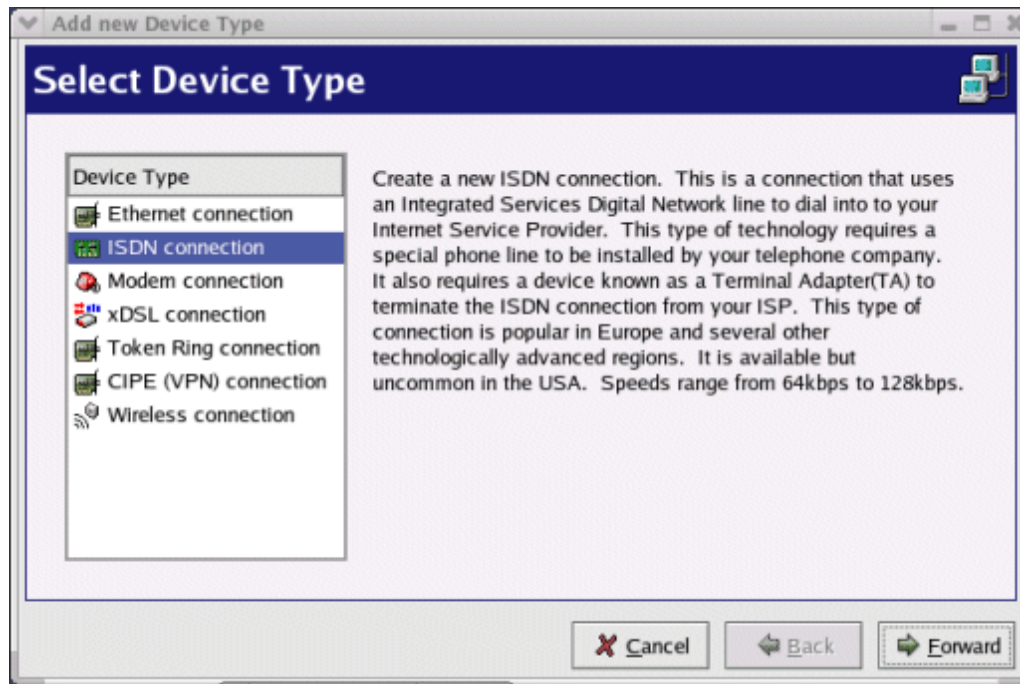 Add new Device Type
Select Device Type
Device Type
Ethernet connection
ISDN connection
Modem connection
xDSL connection
Token Ring connection
CIPE (VPN) connection
Wireless connection
Create a new ISDN connection.  This is a connection that uses
an Integrated Services Digital Network line to dial into to your
Internet Service Provider.  This type of technology requires a
special phone line to be installed by your telephone company.
It also requires a device known as a Terminal Adapter(TA) to
terminate the ISDN connection from your ISP.  This type of
connection is popular in Europe and several other
technologically advanced regions.  It is available but
uncommon in the USA.  Speeds range from 64kbps to 128kbps.
Cancel
Back
Forward